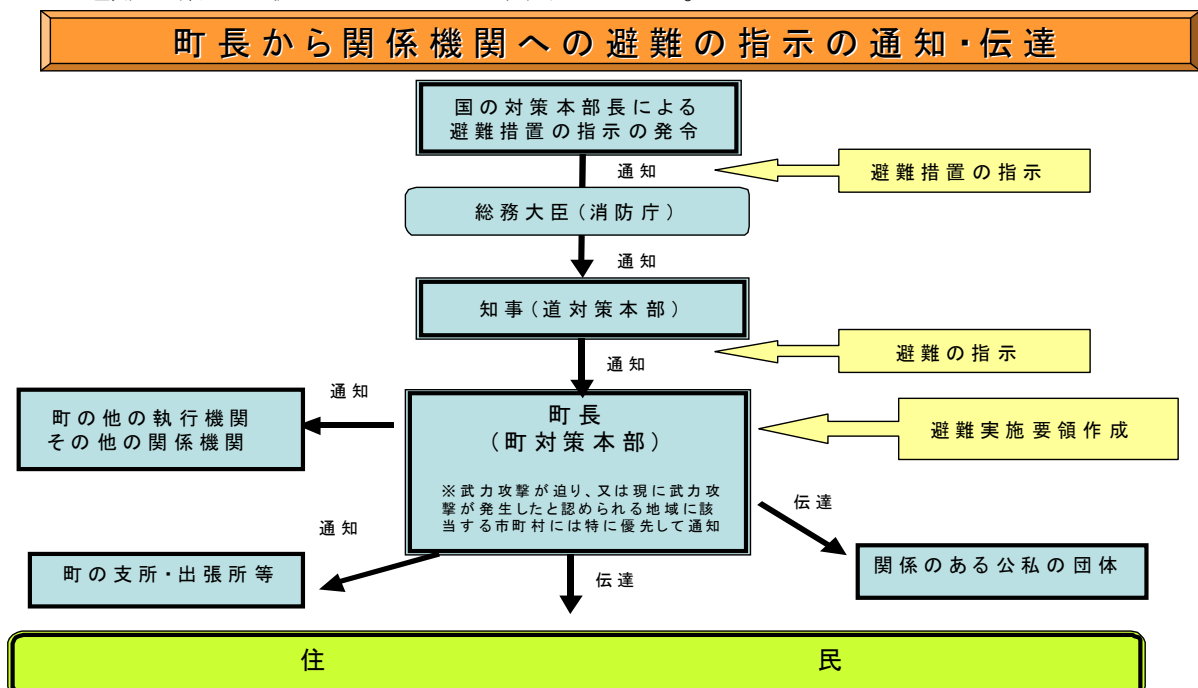 町長から関係機関への避難の指示の通知・伝達
国の対策本部長による
避難措置の指示の発令
通知
避難措置の指示
総務大臣(消防庁)
通知
知事(道対策本部)
通知
避難の指示
通知
町の他の執行機関
その他の関係機関
町長
(町対策本部)
※武力攻撃が迫り、又は現に武力攻
撃が発生したと認められる地域に該
当する市町村には特に優先して通知
避難実施要領作成
伝達
通知
町の支所・出張所等
関係のある公私の団体
伝達
住民